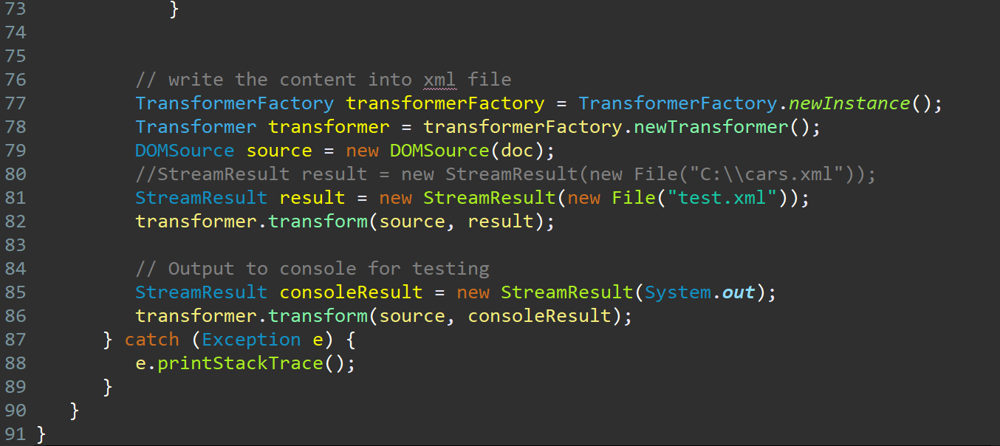 73             }
74
75
76          // write the content into xml file
77          TransformerFactory transformerFactory = TransformerFactory.newInstance();
78          Transformer transformer = transformerFactory.newTransformer();
79          DOMSource source = new DOMSource(doc);
80          //StreamResult result = new StreamResult(new File("C:\\cars.xml"));
81          StreamResult result = new StreamResult(new File("test.xml"));
82          transformer.transform(source, result);
83
84          // Output to console for testing
85          StreamResult consoleResult = new StreamResult(System.out);
86          transformer.transform(source, consoleResult);
87       } catch (Exception e) {
88          e.printStackTrace();
89       }
90    }
91 }